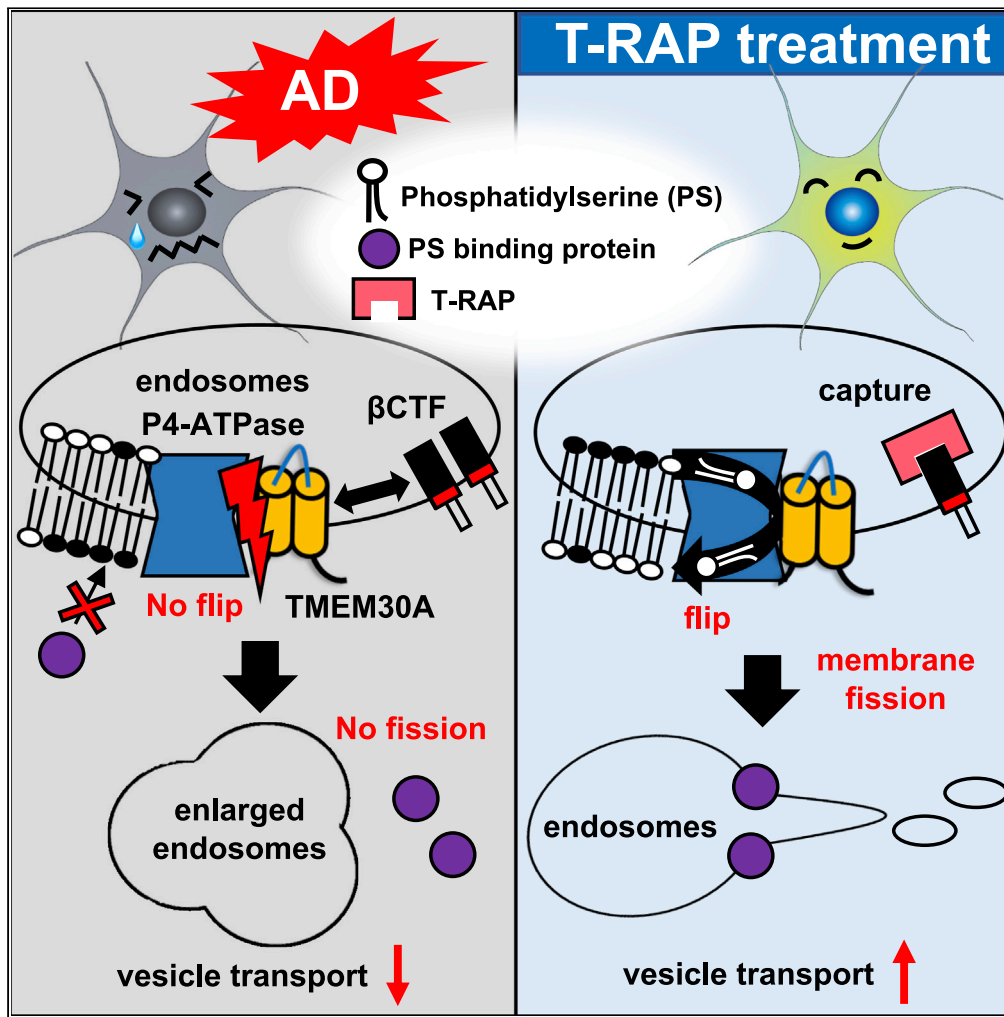 AD
T-RAP treatment
Phosphatidylserine (PS)
PS binding protein
T-RAP
endosomes
P4-ATPase
βCTF
No flip
TMEM30A
No fission
enlarged
endosomes
vesicle transport
capture
flip
membrane
fission
endosomes
vesicle transport